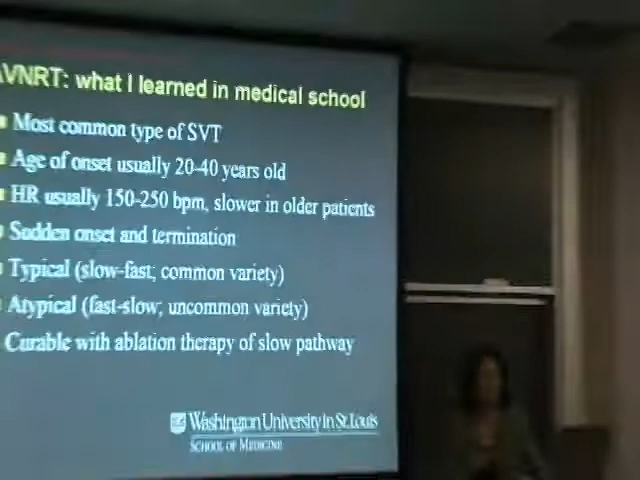 AVNRT: what I learned in medical school
Most common type of SVT
Age of onset usually 20-40 years old
HR usually 150-250 bpm, slower in older patients
Sudden onset and termination
Typical (slow-fast; common variety)
Atypical (fast-slow; uncommon variety)
Curable with ablation therapy of slow pathway
Washington University in St. Louis
SCHOOL OF MEDICINE